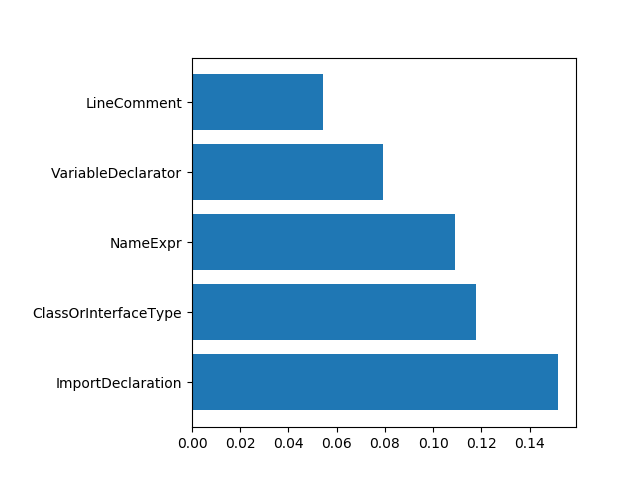 LineComment
VariableDeclarator
NameExpr
ClassOrInterfaceType
ImportDeclaration
0.00 0.02 0.04 0.06 0.08 0.10 0.12 0.14